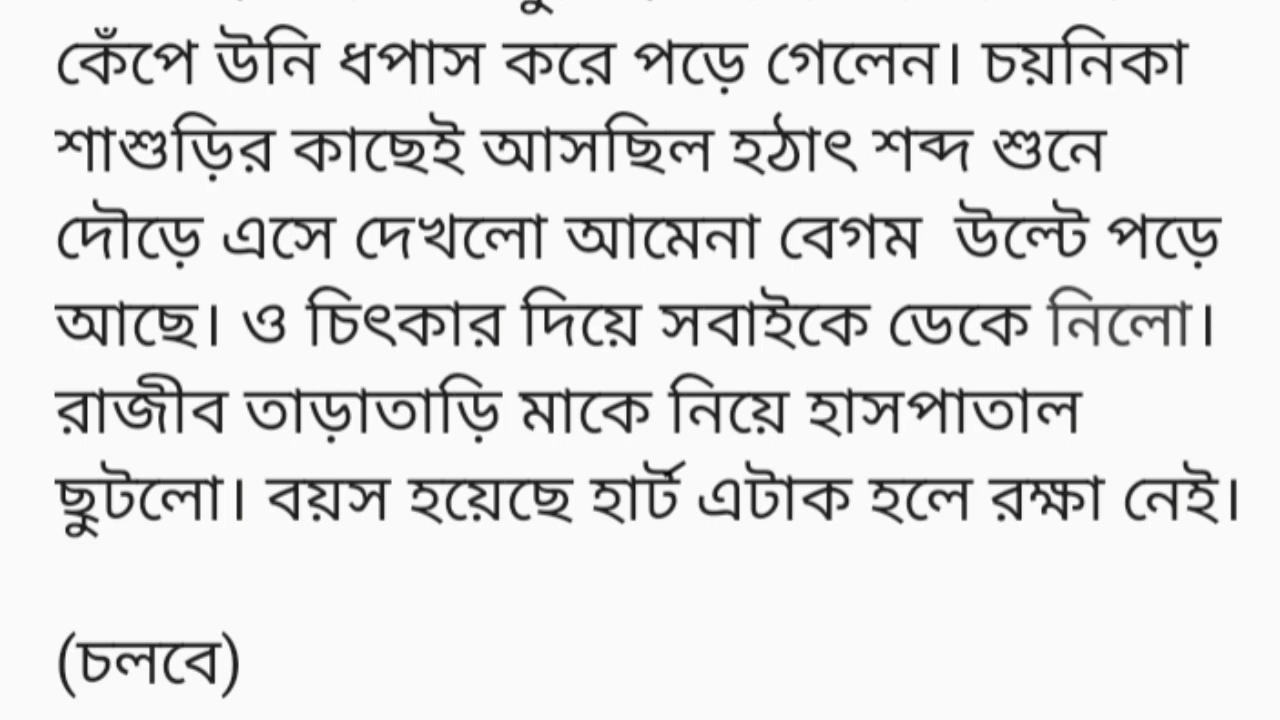 কেঁপে উনি ধপাস করে পড়ে গেলেন। চয়নিকা
শাশুড়ির কাছেই আসছিল হঠাৎ শব্দ শুনে
দৌড়ে এসে দেখলো আমেনা বেগম উল্টে পড়ে
আছে। ও চিৎকার দিয়ে সবাইকে ডেকে নিলো।
রাজীব তাড়াতাড়ি মাকে নিয়ে হাসপাতাল
ছুটলো। বয়স হয়েছে হার্ট এটাক হলে রক্ষা নেই।
(চলবে)